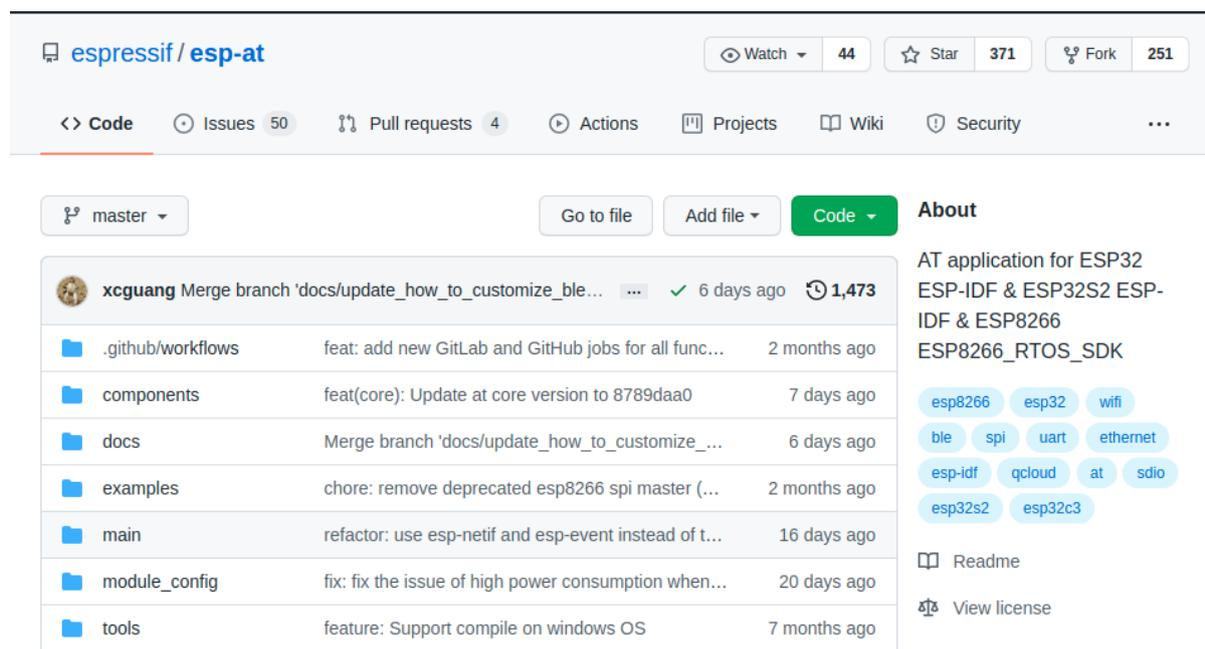 espressif / esp-at
Watch 44 Star 371 Fork 251
Code Issues 50 Pull requests 4 Actions Projects Wiki Security ...
master Go to file Add file Code
xcguang Merge branch 'docs/update_how_to_customize_ble... ... 6 days ago 1,473
.github/workflows feat: add new GitLab and GitHub jobs for all func... 2 months ago
components feat(core): Update at core version to 8789daa0 7 days ago
docs Merge branch 'docs/update_how_to_customize_... 6 days ago
examples chore: remove deprecated esp8266 spi master (... 2 months ago
main refactor: use esp-netif and esp-event instead of t... 16 days ago
module_config fix: fix the issue of high power consumption when... 20 days ago
tools feature: Support compile on windows OS 7 months ago
About
AT application for ESP32
ESP-IDF & ESP32S2 ESP-
IDF & ESP8266
ESP8266_RTOS_SDK
esp8266 esp32 wifi
ble spi uart ethernet
esp-idf qcloud at sdio
esp32s2 esp32c3
Readme
View license